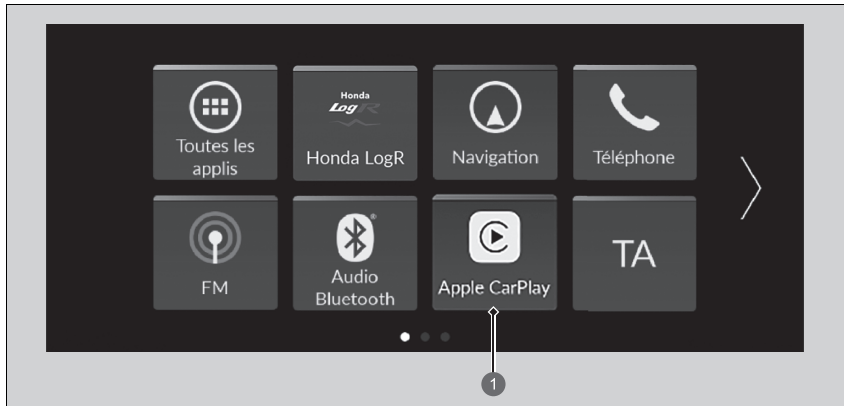 Toutes les
applis
Honda
LogR
Honda LogR
Navigation
Téléphone
FM
Audio
Bluetooth
Apple CarPlay
TA
1